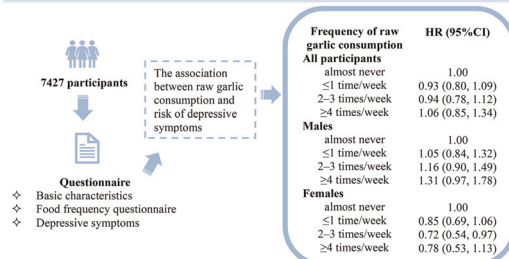 7427 participants
Questionnaire
✧ Basic characteristics
✧ Food frequency questionnaire
✧ Depressive symptoms
The association
between raw garlic
consumption and
risk of depressive
symptoms
Frequency of raw garlic consumption HR (95%CI)
All participants
almost never 1.00
≤1 time/week 0.93 (0.80, 1.09)
2–3 times/week 0.94 (0.78, 1.12)
≥4 times/week 1.06 (0.85, 1.34)
Males
almost never 1.00
≤1 time/week 1.05 (0.84, 1.32)
2–3 times/week 1.16 (0.90, 1.49)
≥4 times/week 1.31 (0.97, 1.78)
Females
almost never 1.00
≤1 time/week 0.85 (0.69, 1.06)
2–3 times/week 0.72 (0.54, 0.97)
≥4 times/week 0.78 (0.53, 1.13)